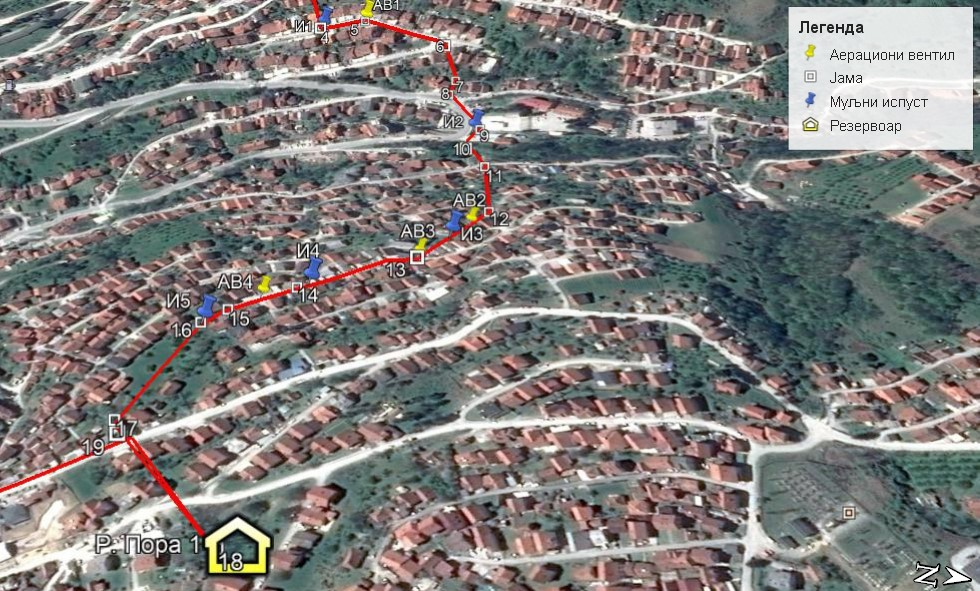 АВ1
И1
4
5
6
7
8
И2
9
10
11
АВ2
12
И3
АВ3
13
И4
АВ4
14
И5
15
16
17
19
Р. Пора 1
18
Легенда
Аерациони вентил
Јама
Муљни испуст
Резервоар
N